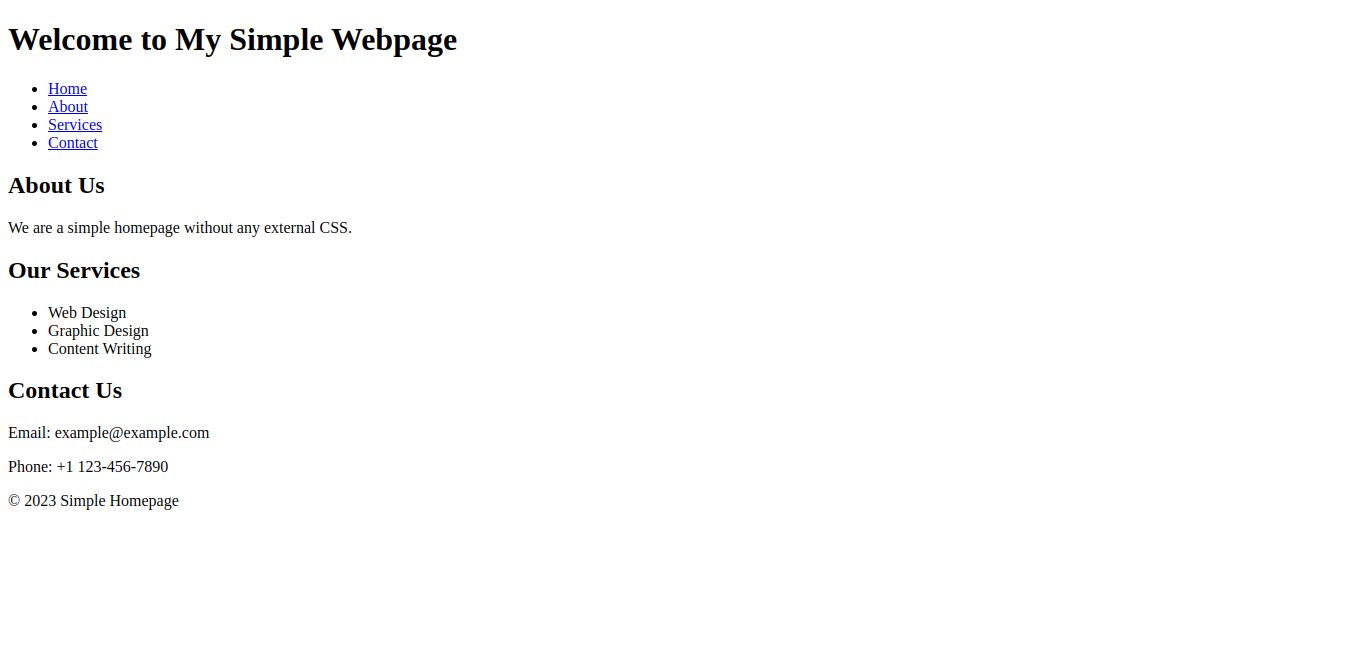 Welcome to My Simple Webpage
Home
About
Services
Contact
About Us
We are a simple homepage without any external CSS.
Our Services
Web Design
Graphic Design
Content Writing
Contact Us
Email: example@example.com
Phone: +1 123-456-7890
© 2023 Simple Homepage